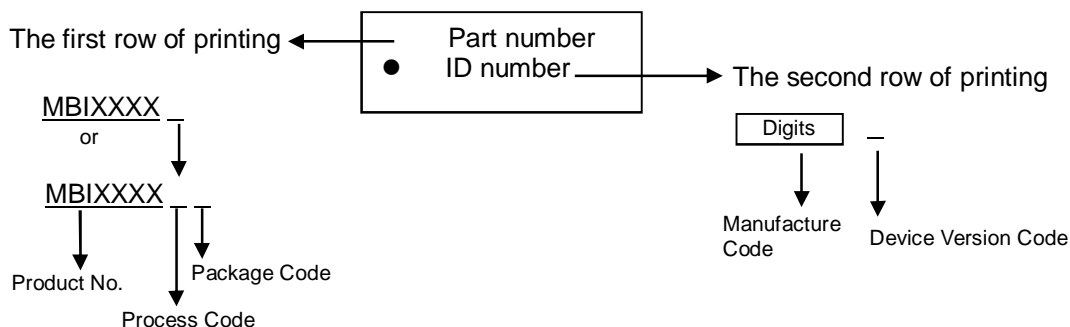 The first row of printing
Part number
ID number
The second row of printing
MBIXXXX _
or
MBIXXXX _ _
Product No.
Package Code
Process Code
Digits _
Manufacture
Code
Device Version Code